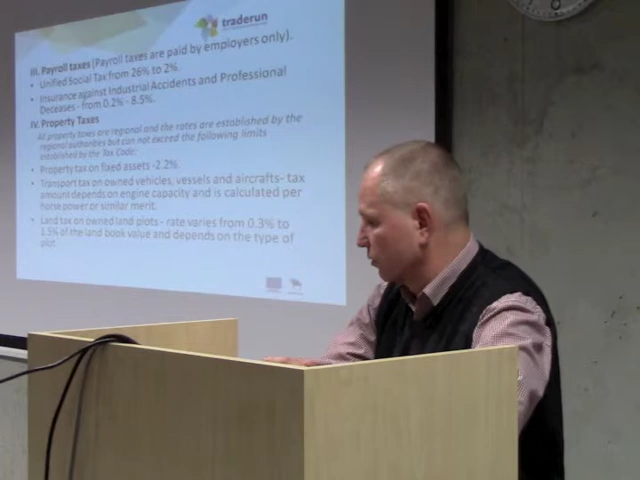 traderun
III. Payroll taxes (Payroll taxes are paid by employers only).
• Unified Social Tax from 26% to 2%.
• Insurance against Industrial Accidents and Professional
Deceases - from 0.2% - 8.5%.
IV. Property Taxes
All property taxes are regional and the rates are established by the
regional authorities but can not exceed the following limits
established by the Tax Code:
• Property tax on fixed assets -2.2%.
• Transport tax on owned vehicles, vessels and aircrafts- tax
amount depends on engine capacity and is calculated per
horse power or similar merit.
• Land tax on owned land plots - rate varies from 0.3% to
1.5% of the land book value and depends on the type of
plot